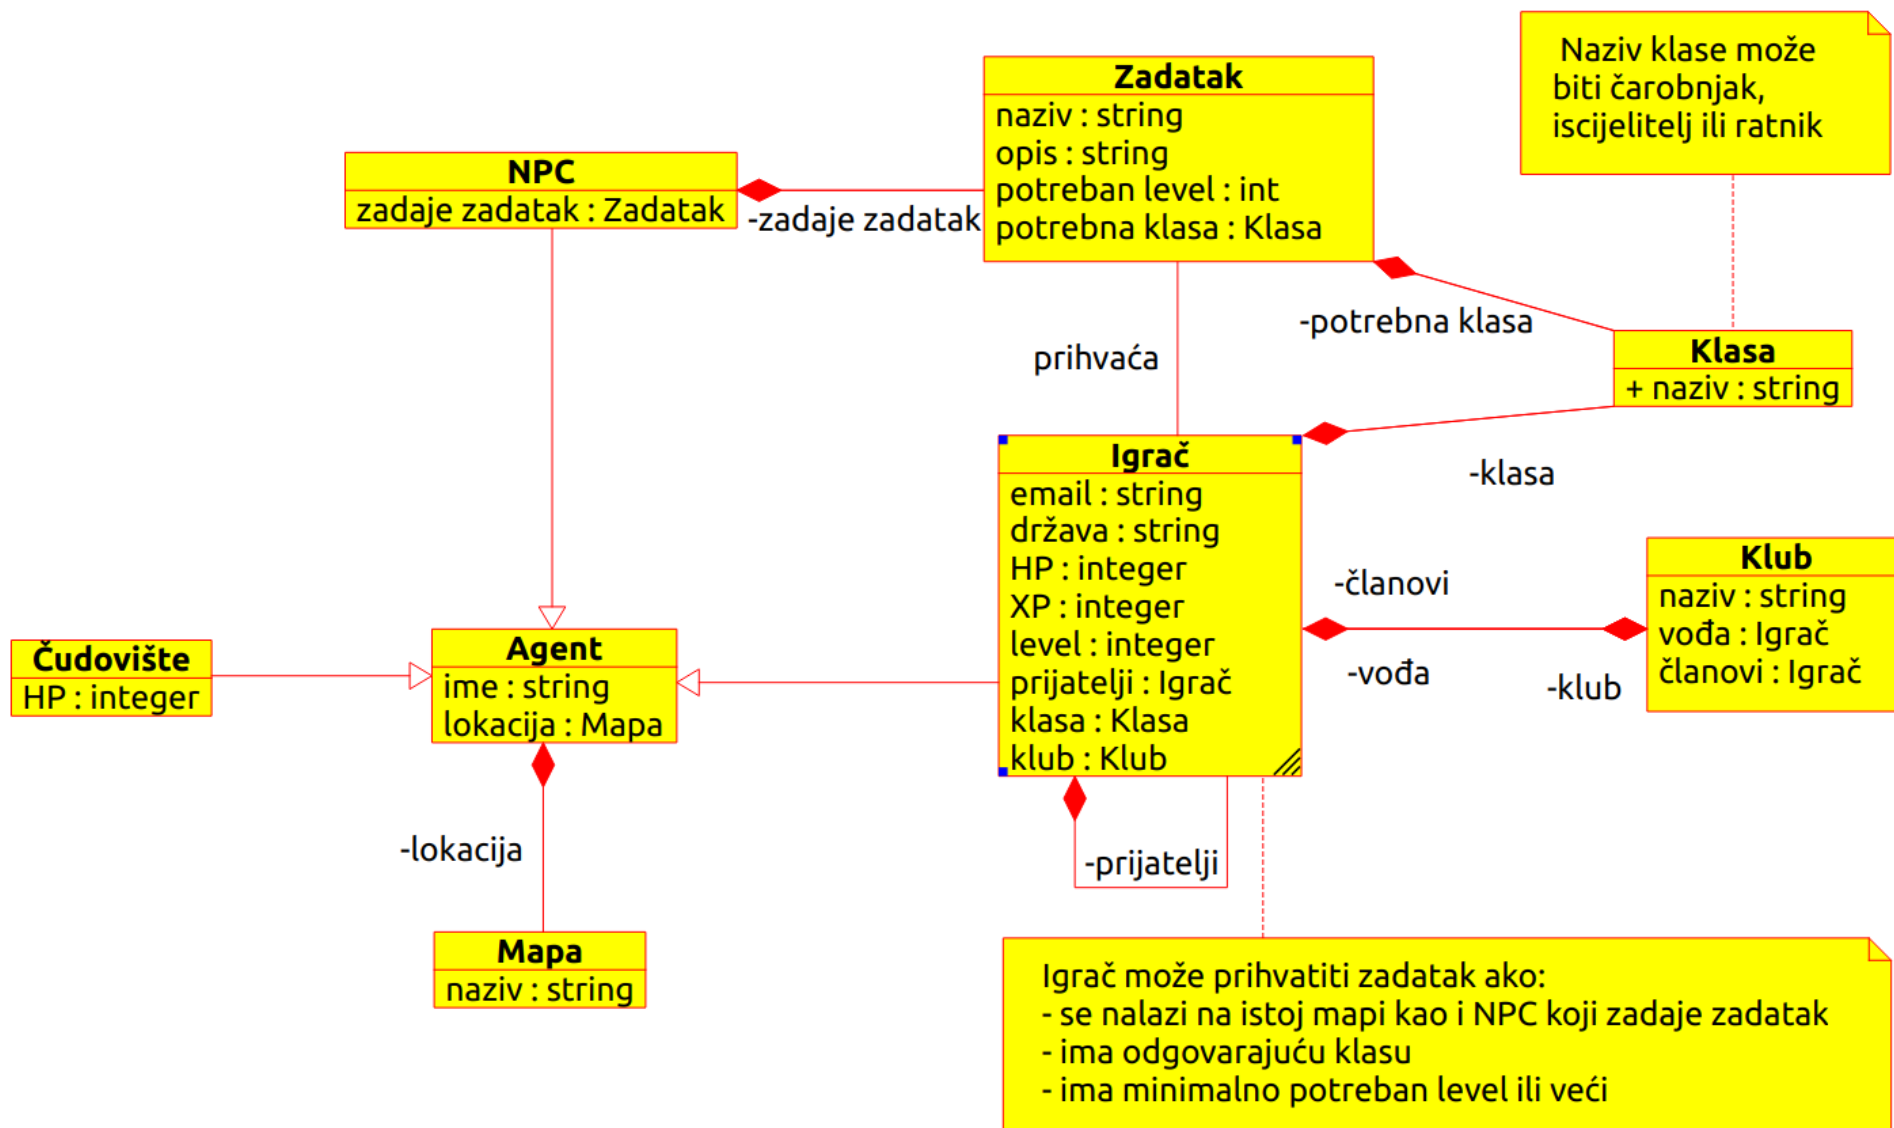 Naziv klase može
biti čarobnjak,
iscijelitelj ili ratnik
Zadatak
naziv : string
opis : string
potreban level : int
potrebna klasa : Klasa
NPC
zadaje zadatak : Zadatak
-zadaje zadatak
-potrebna klasa
prihvaća
Klasa
+ naziv : string
-klasa
Igrač
email : string
država : string
HP : integer
XP : integer
level : integer
prijatelji : Igrač
klasa : Klasa
klub : Klub
-članovi
-vođa
-klub
Klub
naziv : string
vođa : Igrač
članovi : Igrač
Čudovište
HP : integer
Agent
ime : string
lokacija : Mapa
-lokacija
-prijatelji
Mapa
naziv : string
Igrač može prihvatiti zadatak ako:
- se nalazi na istoj mapi kao i NPC koji zadaje zadatak
- ima odgovarajuću klasu
- ima minimalno potreban level ili veći